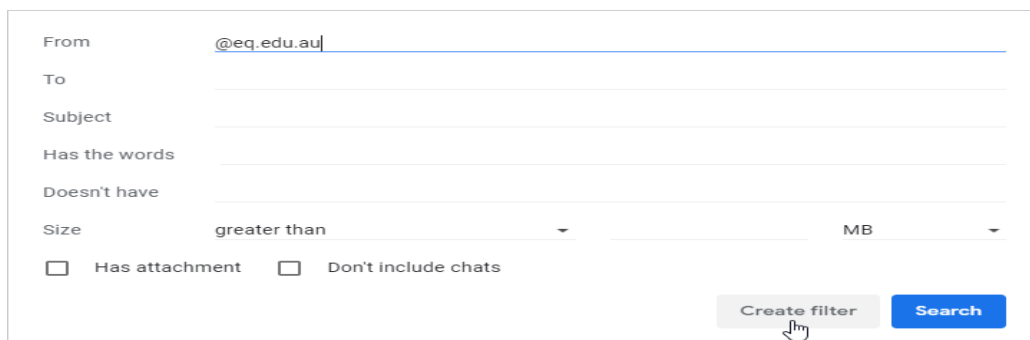 From @eq.edu.au
To
Subject
Has the words
Doesn't have
Size greater than MB
Has attachment Don't include chats
Create filter Search